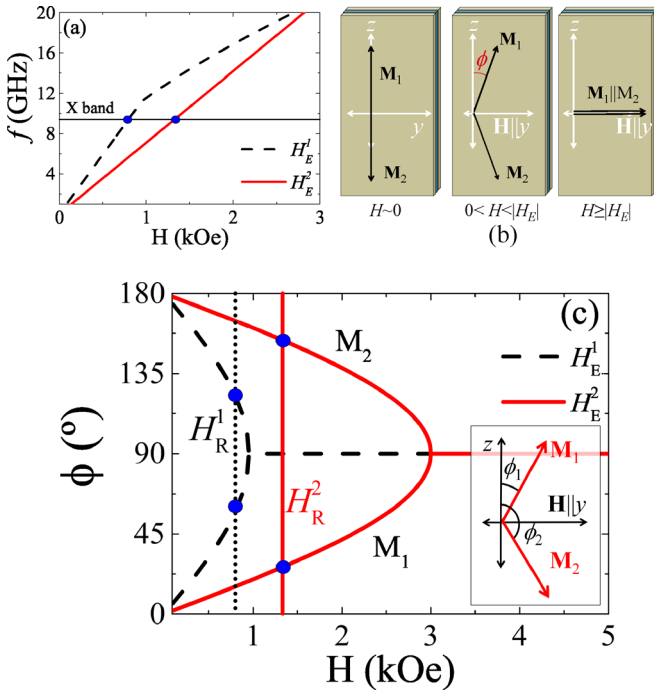 (a)
20
16
12
8
4
f (GHz)
X band
H_E^1
H_E^2
0 1 2 3
H (kOe)
z
M₁
y
M₂
H~0
z
ϕ
M₁
H||y
M₂
0< H<|H_E|
z
M₁||M₂
H||y
H≥|H_E|
(b)
(c)
180
135
90
45
0
ϕ (º)
M₂
H_E^1
H_E^2
H_R^1
H_R^2
M₁
z
M₁
ϕ₁
H||y
ϕ₂
M₂
1 2 3 4 5
H (kOe)